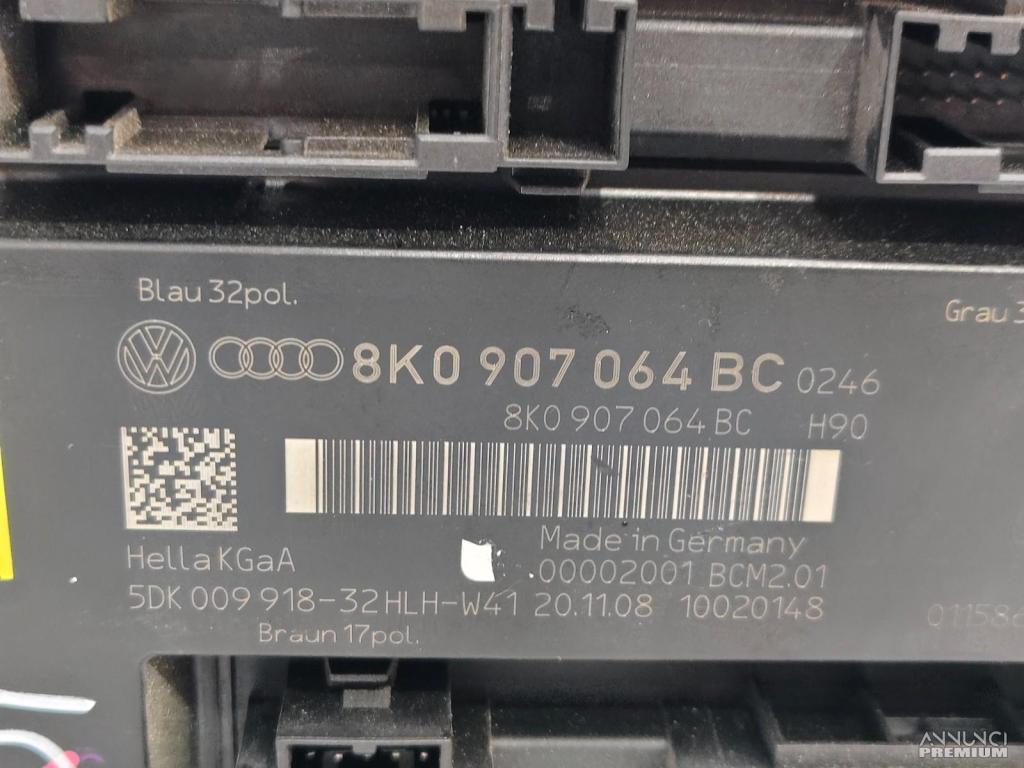 Blau 32pol.
Grau
8K0 907 064 BC 0246
8K0 907 064 BC H90
Made in Germany
Hella KGaA
00002001 BCM2.01
5DK 009 918-32 HLH-W41 20.11.08 10020148
Braun 17pol.
ANNUNCI
PREMIUM